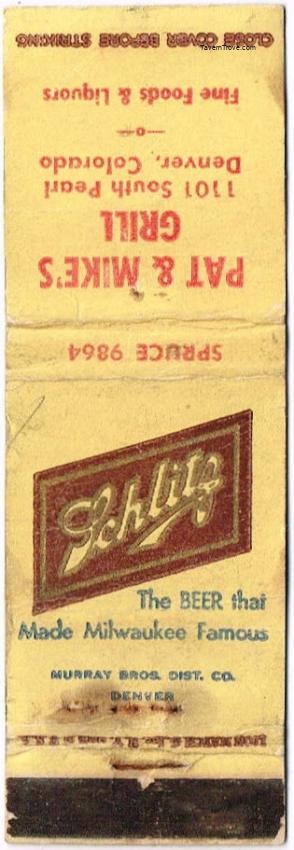 TavernTrove.com
CLOSE COVER BEFORE STRIKING
PAT & MIKE'S
GRILL
1101 South Pearl
Denver, Colorado
—o—
Fine Foods & Liquors
SPRUCE 9864
Schlitz
The BEER that
Made Milwaukee Famous
MURRAY BROS. DIST. CO.
DENVER